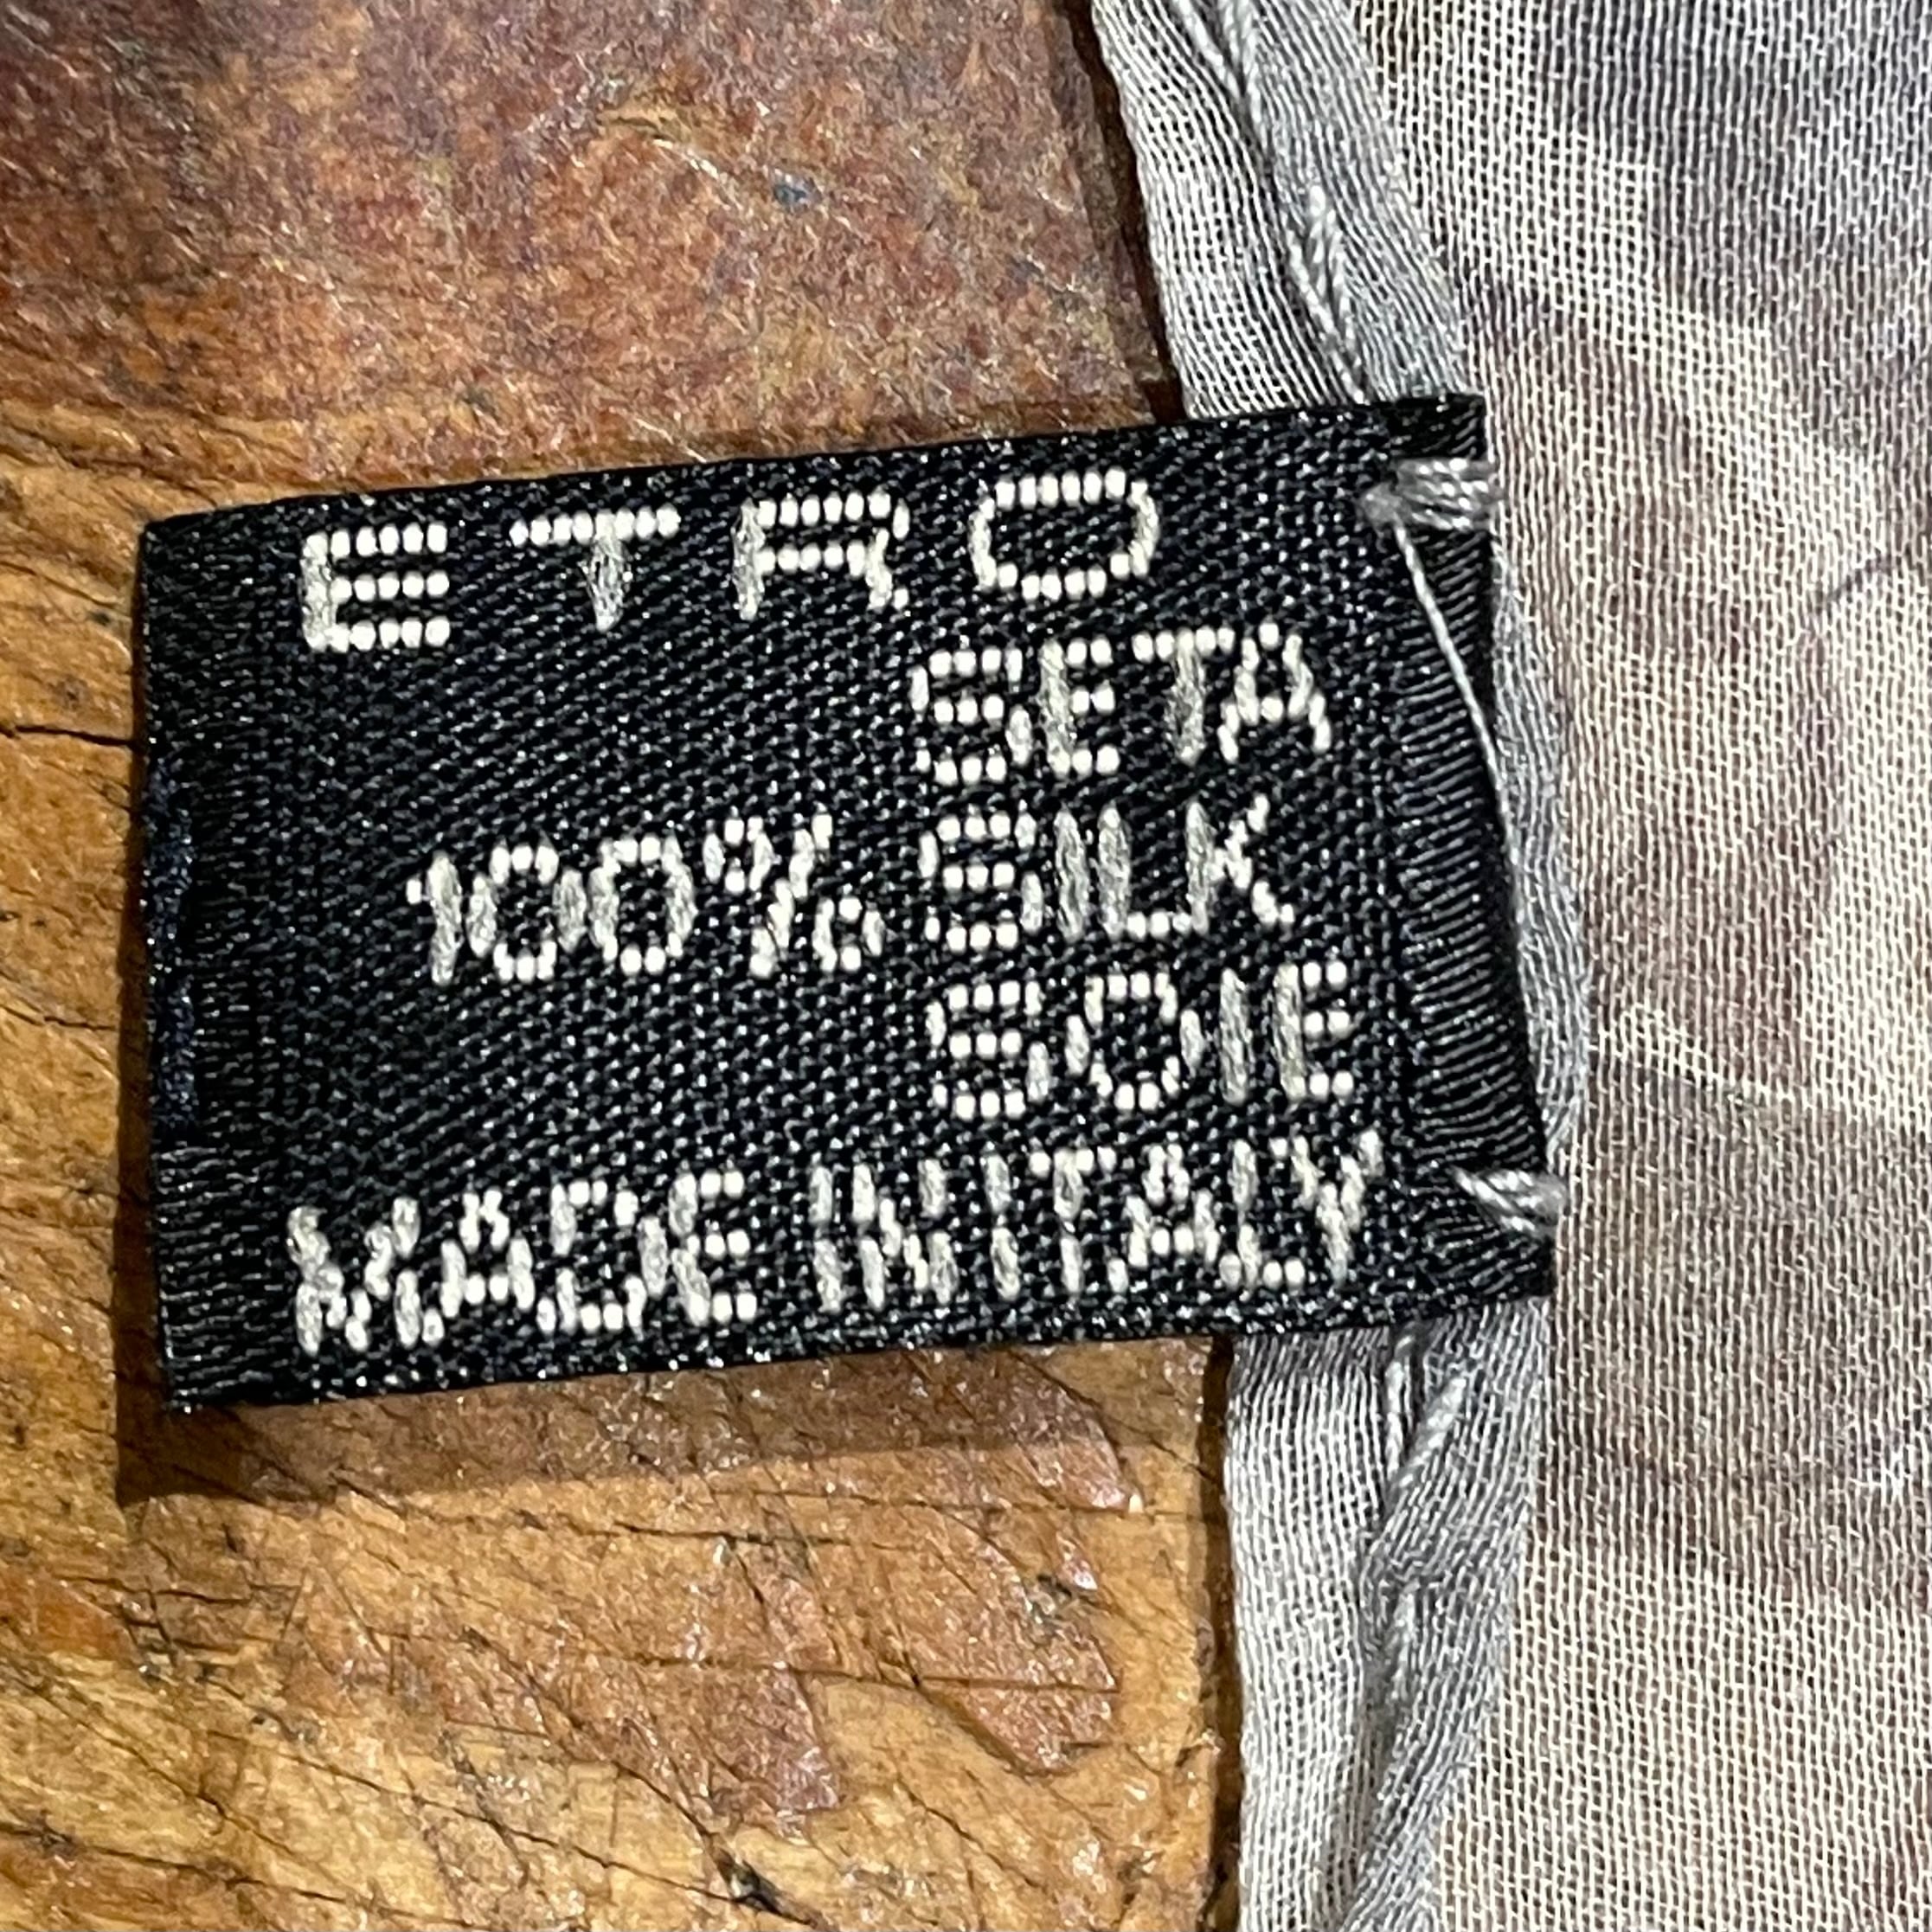 ETRO
SETA
100% SILK
SOIE
MADE IN ITALY